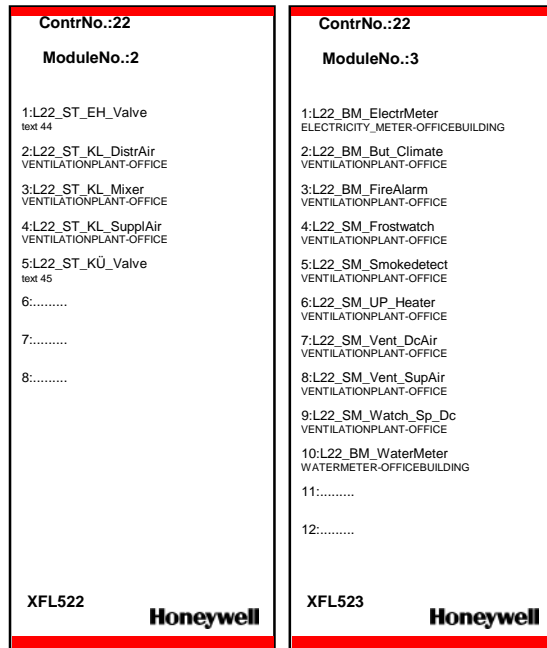 ContrNo.:22
ModuleNo.:2
1:L22_ST_EH_Valve
text 44
2:L22_ST_KL_DistrAir
VENTILATIONPLANT-OFFICE
3:L22_ST_KL_Mixer
VENTILATIONPLANT-OFFICE
4:L22_ST_KL_SupplAir
VENTILATIONPLANT-OFFICE
5:L22_ST_KÜ_Valve
text 45
6:.........
7:.........
8:.........
XFL522
Honeywell
ContrNo.:22
ModuleNo.:3
1:L22_BM_ElectrMeter
ELECTRICITY_METER-OFFICEBUILDING
2:L22_BM_But_Climate
VENTILATIONPLANT-OFFICE
3:L22_BM_FireAlarm
VENTILATIONPLANT-OFFICE
4:L22_SM_Frostwatch
VENTILATIONPLANT-OFFICE
5:L22_SM_Smokedetect
VENTILATIONPLANT-OFFICE
6:L22_SM_UP_Heater
VENTILATIONPLANT-OFFICE
7:L22_SM_Vent_DcAir
VENTILATIONPLANT-OFFICE
8:L22_SM_Vent_SupAir
VENTILATIONPLANT-OFFICE
9:L22_SM_Watch_Sp_Dc
VENTILATIONPLANT-OFFICE
10:L22_BM_WaterMeter
WATERMETER-OFFICEBUILDING
11:.........
12:.........
XFL523
Honeywell